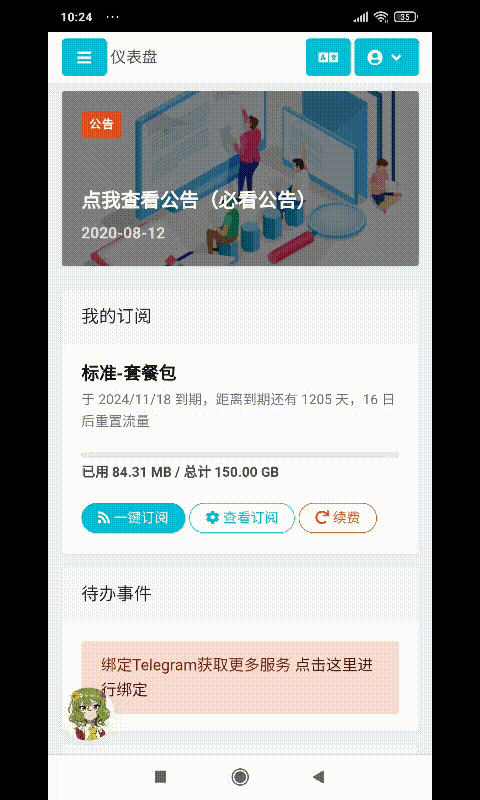 10:24 ...
35
仪表盘
公告
点我查看公告（必看公告）
2020-08-12
我的订阅
标准-套餐包
于 2024/11/18 到期，距离到期还有 1205 天，16 日
后重置流量
已用 84.31 MB / 总计 150.00 GB
一键订阅 查看订阅 续费
待办事件
绑定Telegram获取更多服务 点击这里进
行绑定